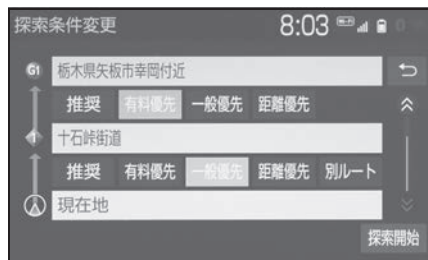 探索条件変更 8:03 Wi-Fi
G1 栃木県矢板市幸岡付近
推奨 有料優先 一般優先 距離優先
1 十石峠街道
推奨 有料優先 一般優先 距離優先 別ルート
現在地
探索開始